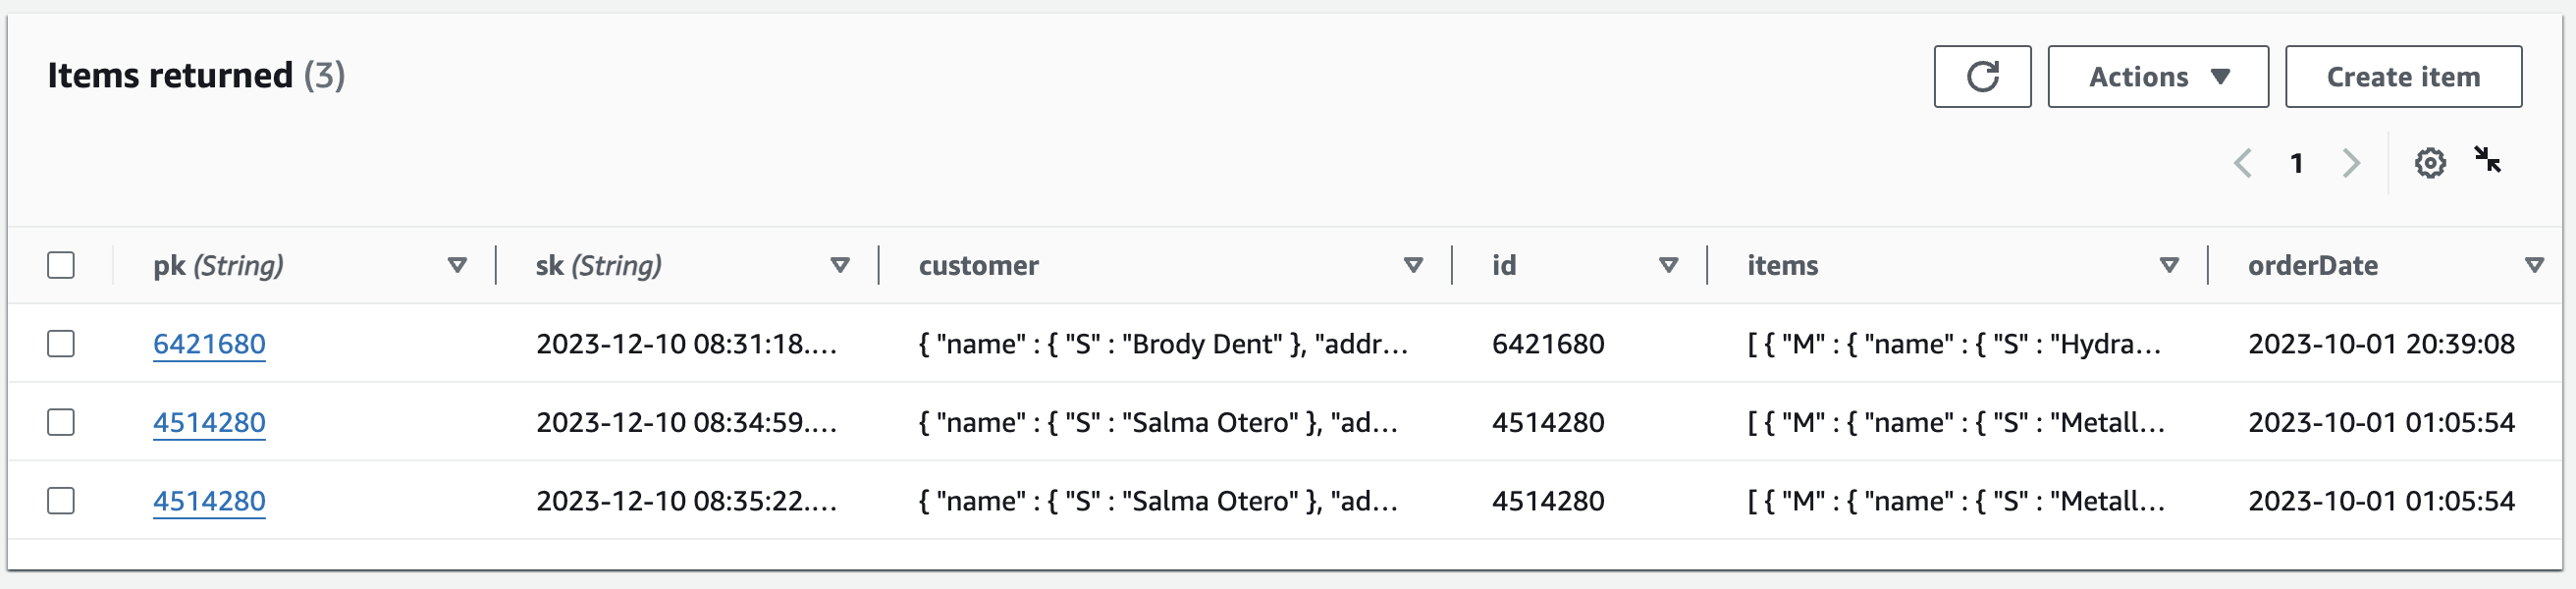 Items returned (3)
Actions
Create item
1
pk (String) sk (String) customer id items orderDate
6421680 2023-12-10 08:31:18.... { "name" : { "S" : "Brody Dent" }, "addr... 6421680 [ { "M" : { "name" : { "S" : "Hydra... 2023-10-01 20:39:08
4514280 2023-12-10 08:34:59.... { "name" : { "S" : "Salma Otero" }, "ad... 4514280 [ { "M" : { "name" : { "S" : "Metall... 2023-10-01 01:05:54
4514280 2023-12-10 08:35:22.... { "name" : { "S" : "Salma Otero" }, "ad... 4514280 [ { "M" : { "name" : { "S" : "Metall... 2023-10-01 01:05:54